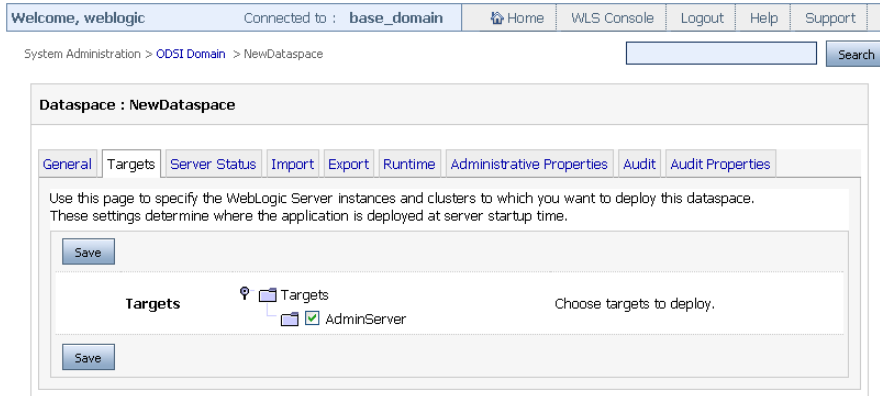 Welcome, weblogic Connected to : base_domain Home WLS Console Logout Help Support
System Administration > ODSI Domain > NewDataspace Search
Dataspace : NewDataspace
General Targets Server Status Import Export Runtime Administrative Properties Audit Audit Properties
Use this page to specify the WebLogic Server instances and clusters to which you want to deploy this dataspace.
These settings determine where the application is deployed at server startup time.
Save
Targets Targets Choose targets to deploy.
AdminServer
Save